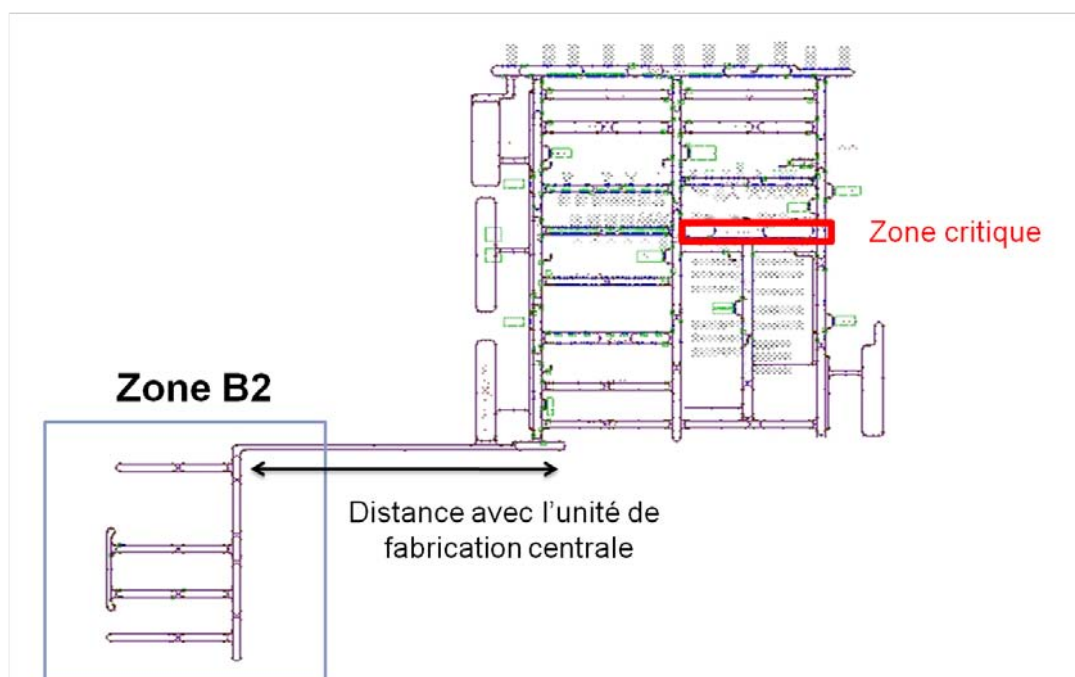 Zone critique
Zone B2
Distance avec l'unité de
fabrication centrale